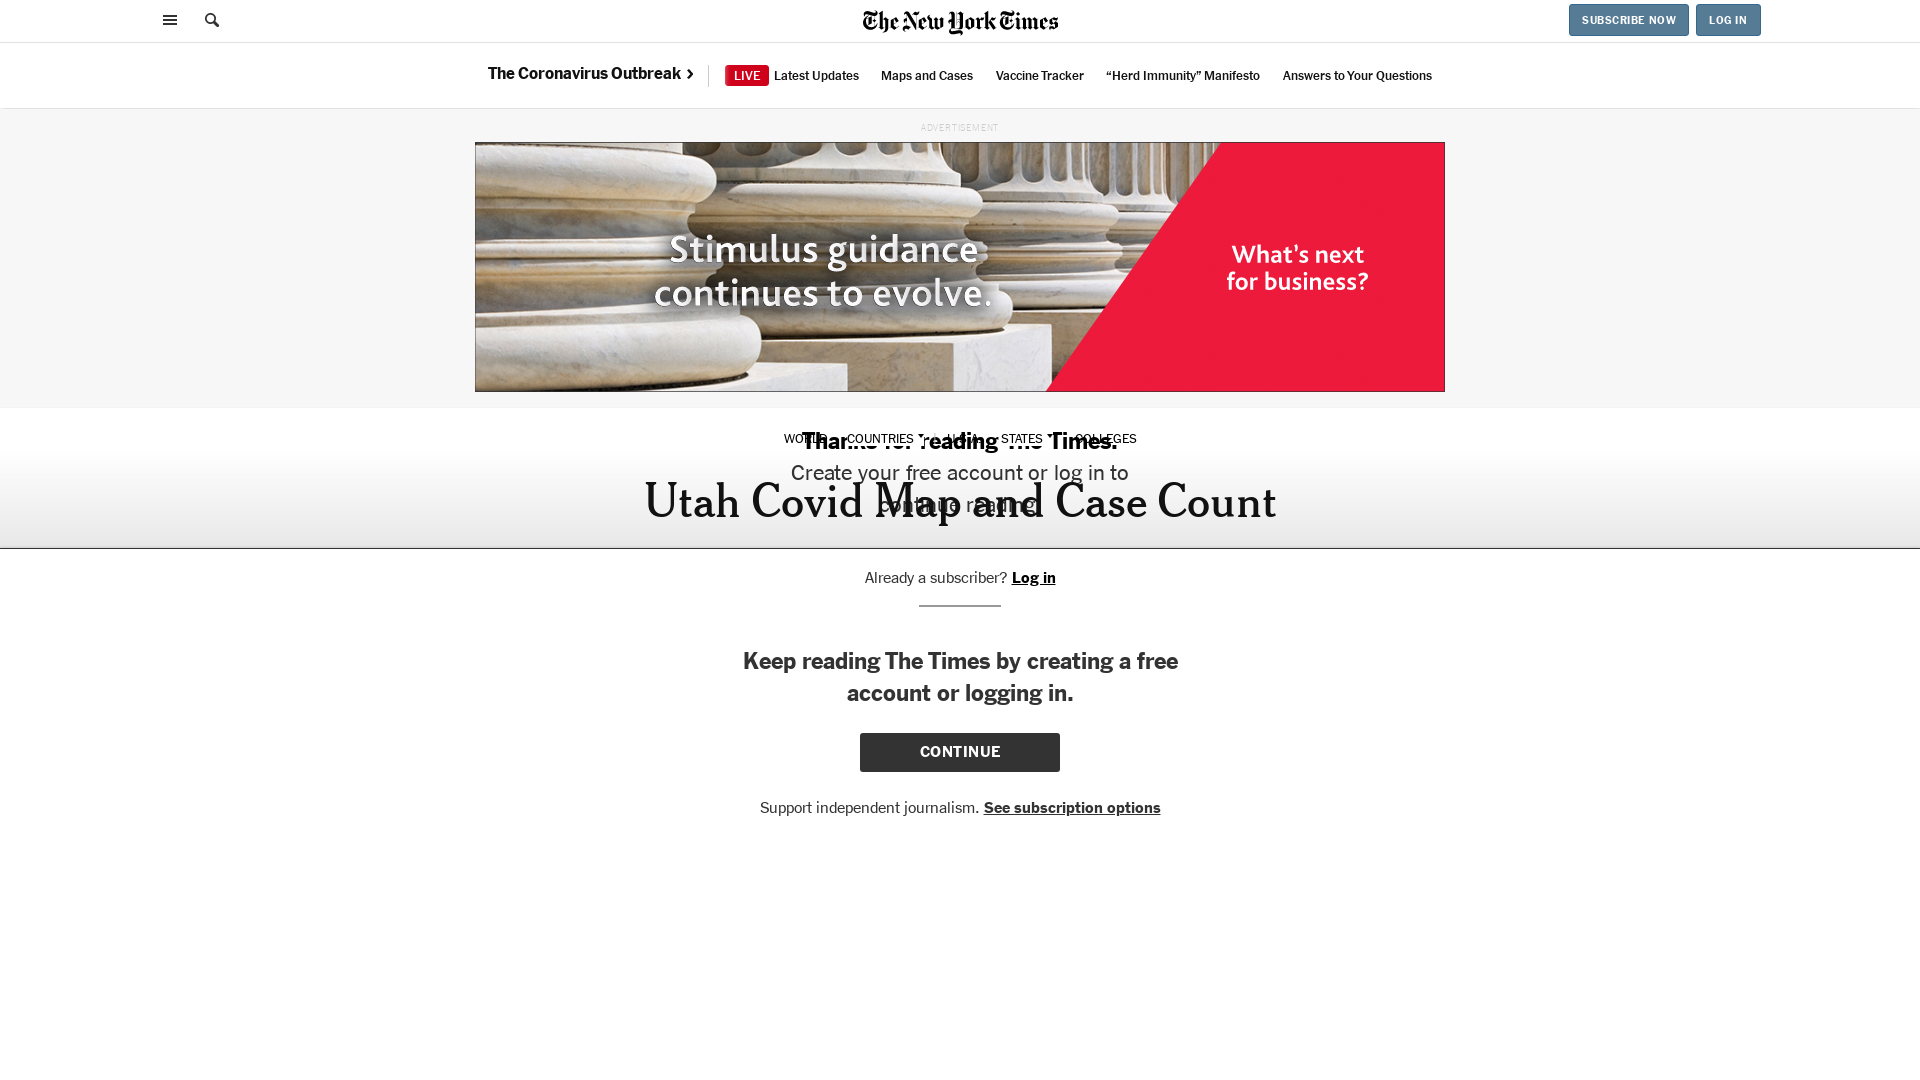 The New York Times
SUBSCRIBE NOW
LOG IN
The Coronavirus Outbreak
LIVE Latest Updates
Maps and Cases
Vaccine Tracker
“Herd Immunity” Manifesto
Answers to Your Questions
ADVERTISEMENT
Stimulus guidance
continues to evolve.
What’s next
for business?
WORLD
COUNTRIES
U.S.A.
STATES
COLLEGES
Thanks for reading The Times.
Create your free account or log in to
continue reading.
Utah Covid Map and Case Count
Already a subscriber? Log in
Keep reading The Times by creating a free
account or logging in.
CONTINUE
Support independent journalism. See subscription options